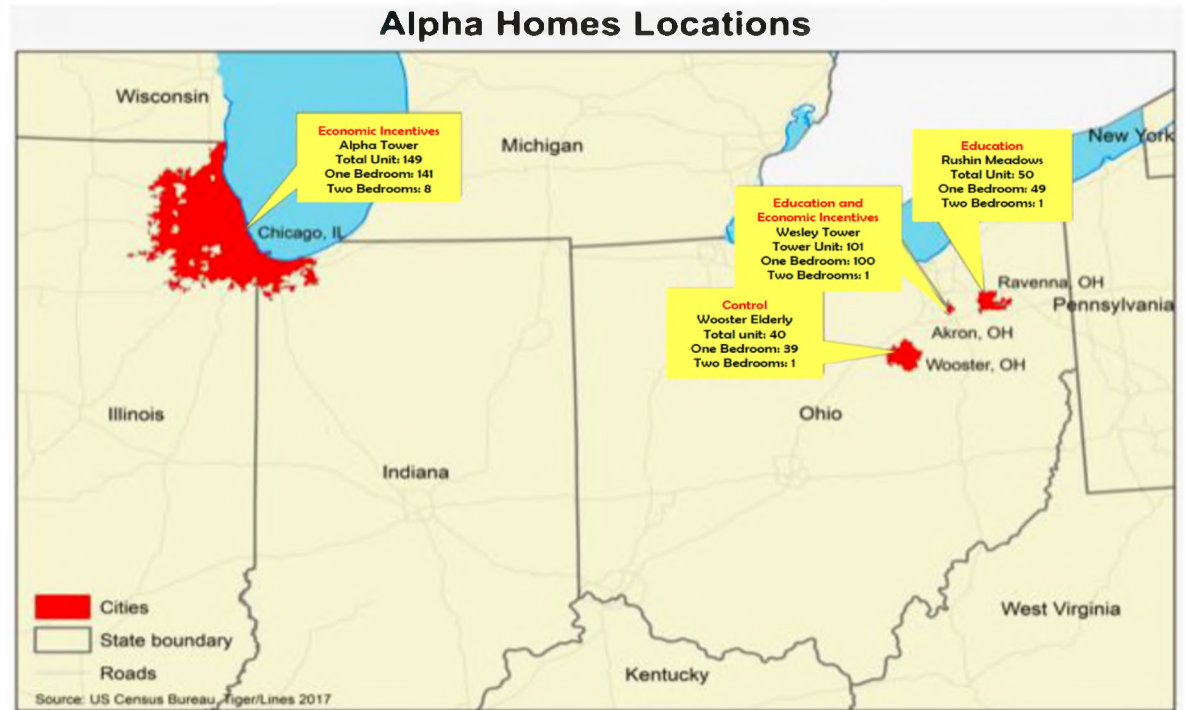 Alpha Homes Locations
Wisconsin
Michigan
New York
Economic Incentives
Alpha Tower
Total Unit: 149
One Bedroom: 141
Two Bedrooms: 8
Education
Rushin Meadows
Total Unit: 50
One Bedroom: 49
Two Bedrooms: 1
Education and
Economic Incentives
Wesley Tower
Tower Unit: 101
One Bedroom: 100
Two Bedrooms: 1
Chicago, IL
Control
Wooster Elderly
Total unit: 40
One Bedroom: 39
Two Bedrooms: 1
Ravenna, OH
Pennsylvania
Akron, OH
Wooster, OH
Illinois
Ohio
Indiana
West Virginia
Kentucky
Cities
State boundary
Roads
Source: US Census Bureau, Tiger/Lines 2017